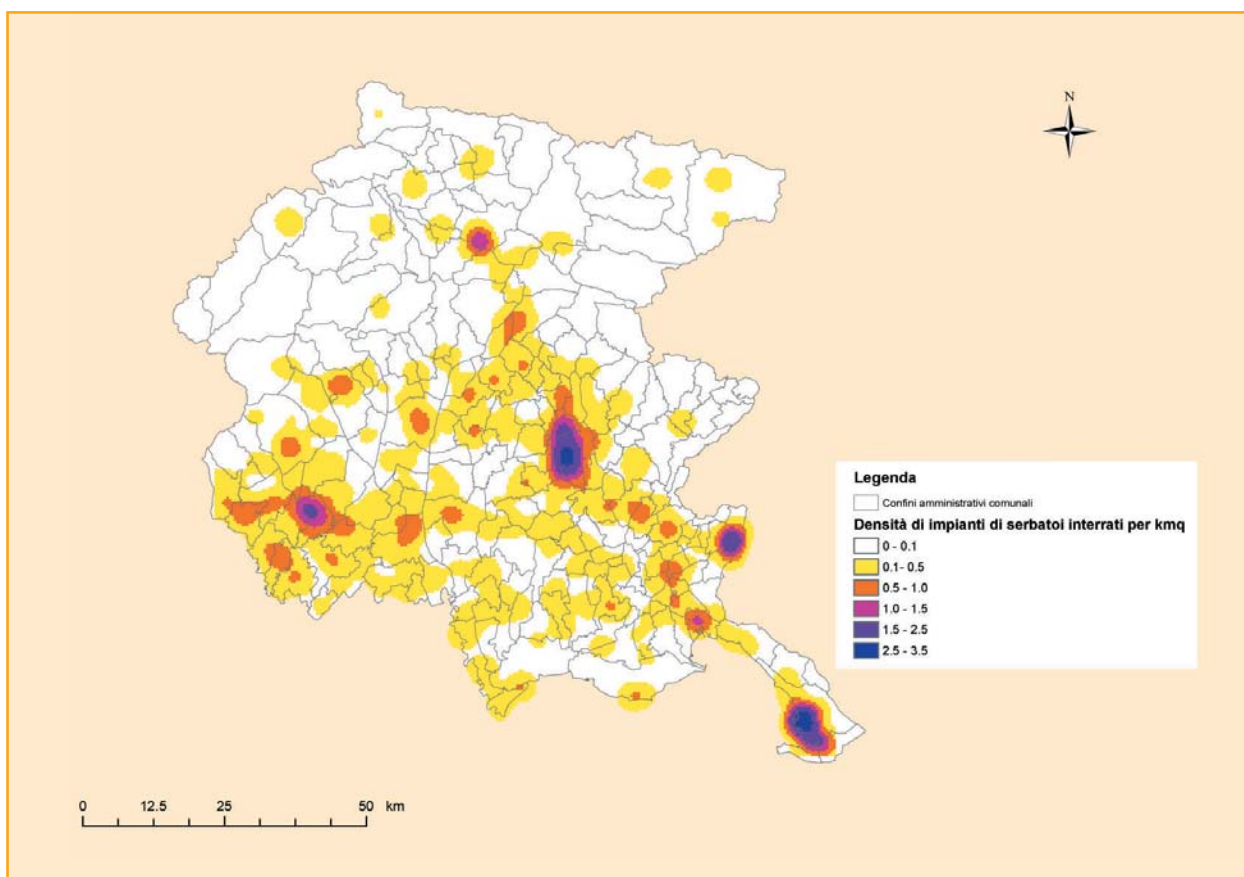 N
Legenda
Confini amministrativi comunali
Densità di impianti di serbatoi interrati per kmq
0 - 0.1
0.1- 0.5
0.5 - 1.0
1.0 - 1.5
1.5 - 2.5
2.5 - 3.5
0 12.5 25 50 km